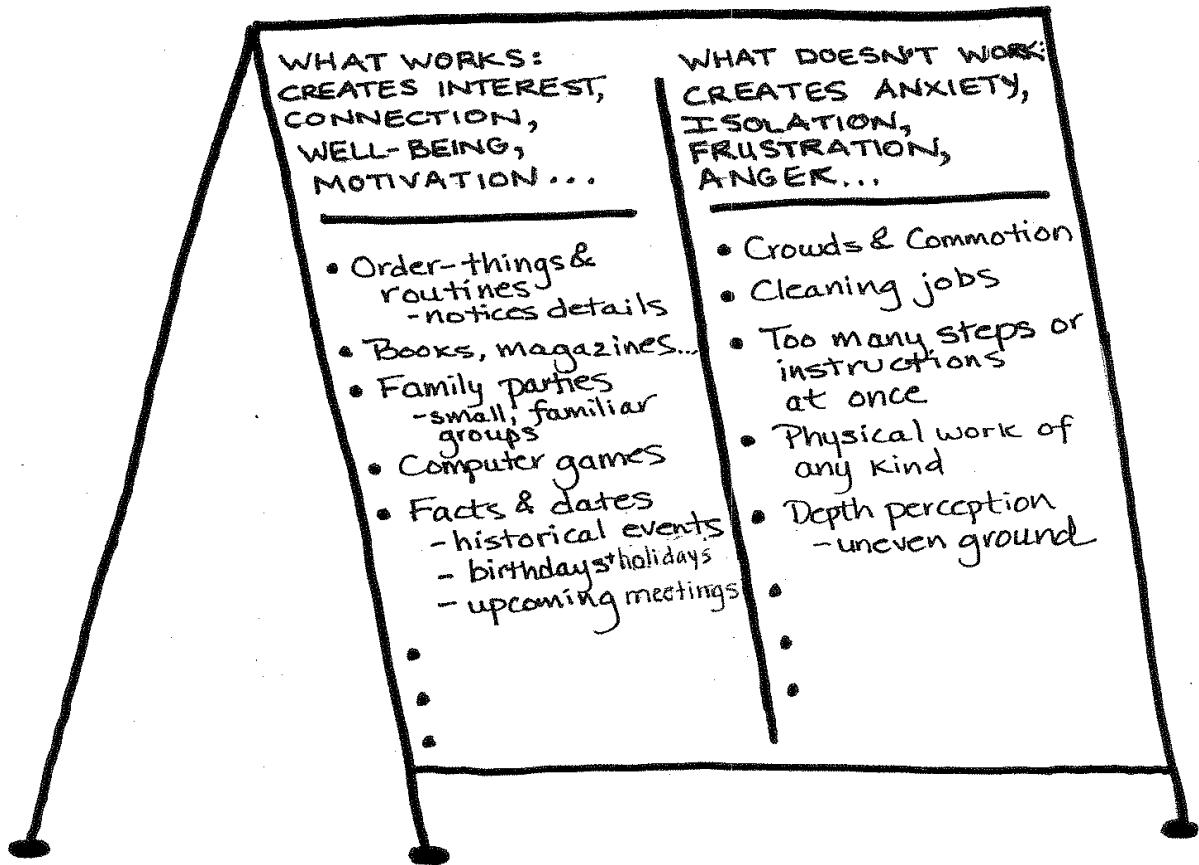 WHAT WORKS:
CREATES INTEREST,
CONNECTION,
WELL-BEING,
MOTIVATION...
• Order-things &
routines
-notices details
• Books, magazines...
• Family parties
-small, familiar
groups
• Computer games
• Facts & dates
-historical events
- birthdays + holidays
- upcoming meetings
•
•
•
WHAT DOESN'T WORK:
CREATES ANXIETY,
ISOLATION,
FRUSTRATION,
ANGER...
• Crowds & Commotion
• Cleaning jobs
• Too many steps or
instructions
at once
• Physical work of
any kind
• Depth perception
-uneven ground
•
•
•